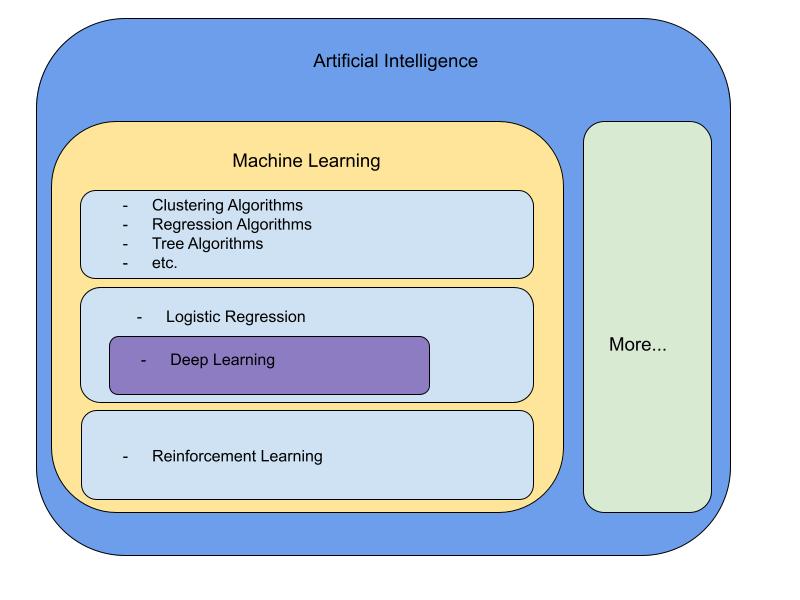 Artificial Intelligence
Machine Learning
- Clustering Algorithms
- Regression Algorithms
- Tree Algorithms
- etc.
- Logistic Regression
- Deep Learning
- Reinforcement Learning
More...